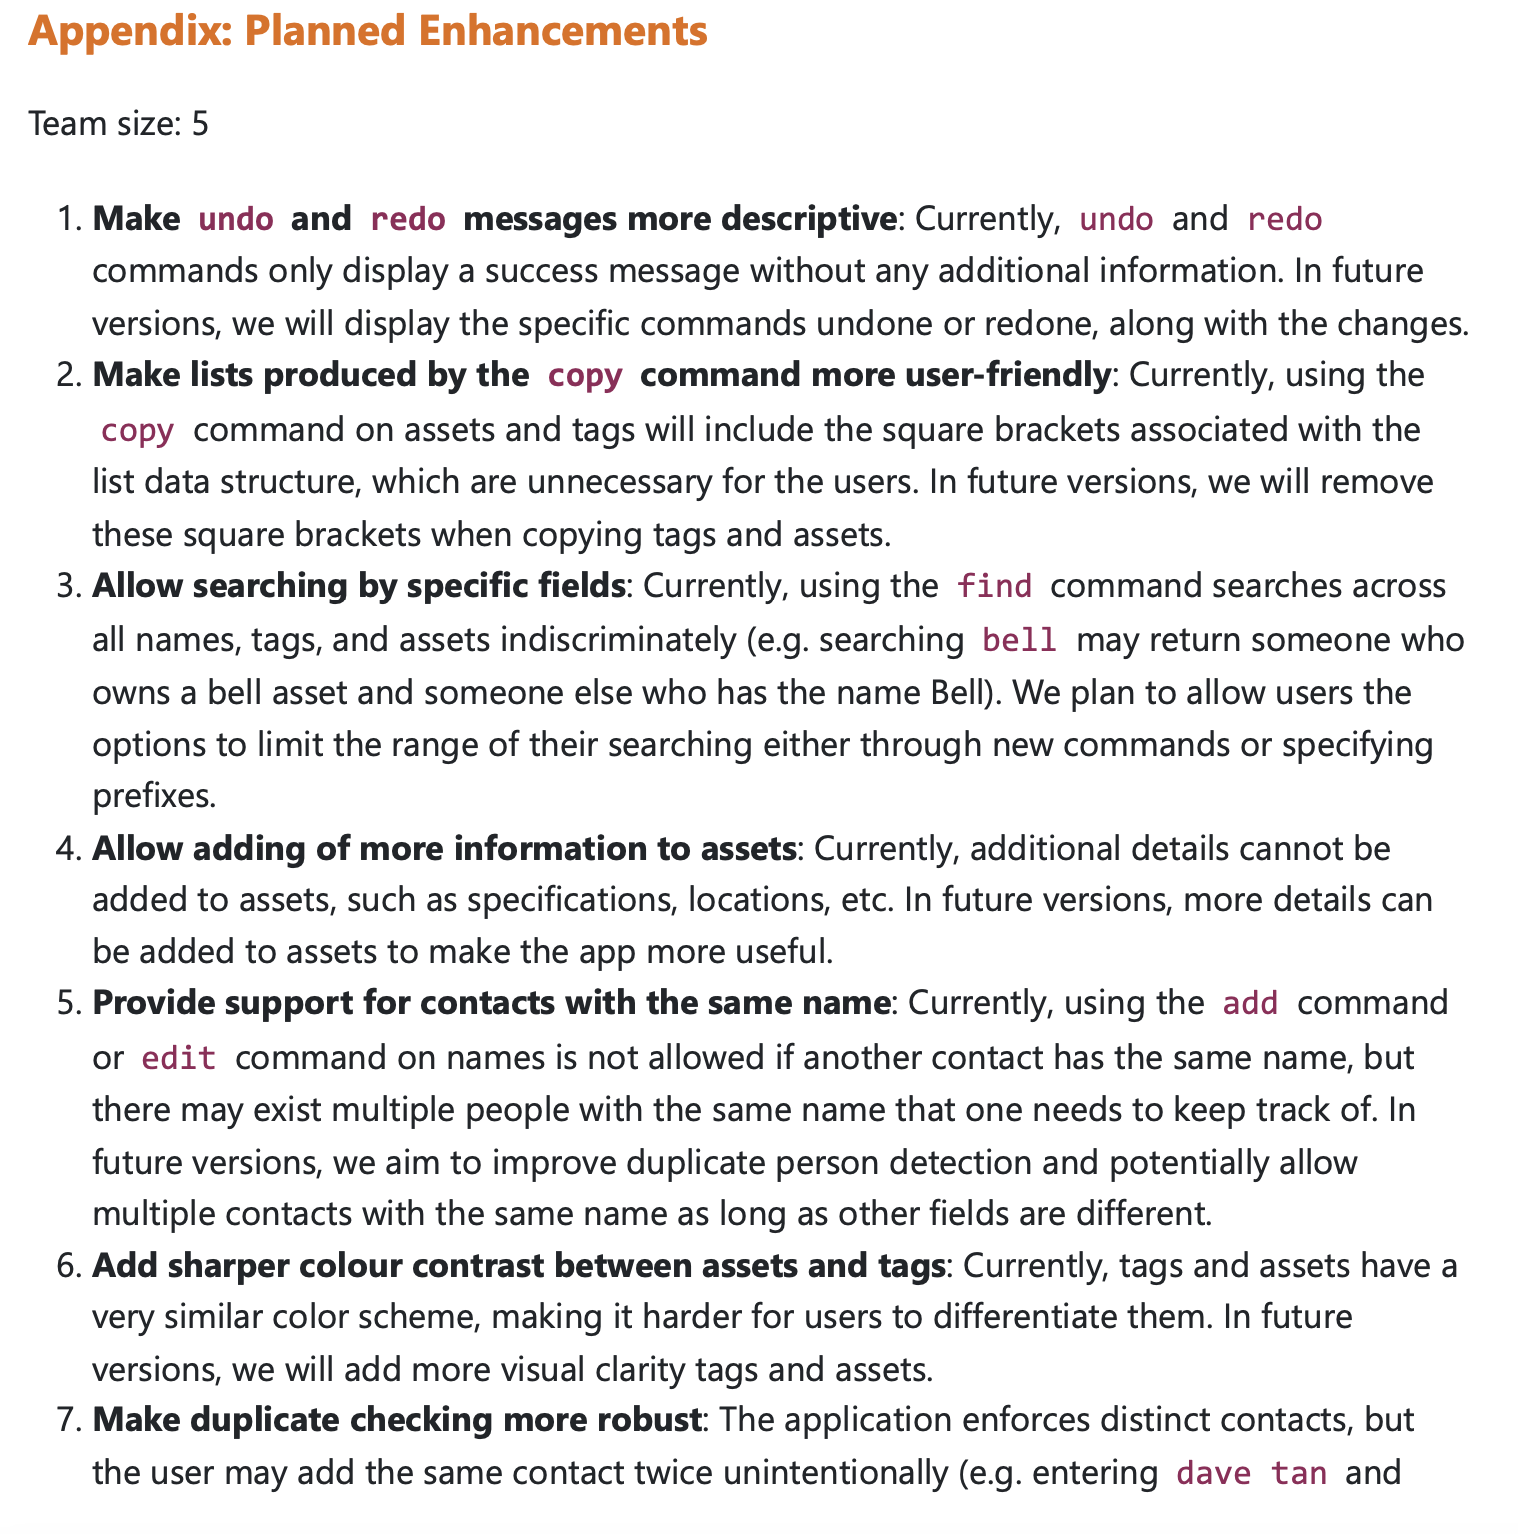 Appendix: Planned Enhancements
Team size: 5
1. Make undo and redo messages more descriptive: Currently, undo and redo
commands only display a success message without any additional information. In future
versions, we will display the specific commands undone or redone, along with the changes.
2. Make lists produced by the copy command more user-friendly: Currently, using the
copy command on assets and tags will include the square brackets associated with the
list data structure, which are unnecessary for the users. In future versions, we will remove
these square brackets when copying tags and assets.
3. Allow searching by specific fields: Currently, using the find command searches across
all names, tags, and assets indiscriminately (e.g. searching bell may return someone who
owns a bell asset and someone else who has the name Bell). We plan to allow users the
options to limit the range of their searching either through new commands or specifying
prefixes.
4. Allow adding of more information to assets: Currently, additional details cannot be
added to assets, such as specifications, locations, etc. In future versions, more details can
be added to assets to make the app more useful.
5. Provide support for contacts with the same name: Currently, using the add command
or edit command on names is not allowed if another contact has the same name, but
there may exist multiple people with the same name that one needs to keep track of. In
future versions, we aim to improve duplicate person detection and potentially allow
multiple contacts with the same name as long as other fields are different.
6. Add sharper colour contrast between assets and tags: Currently, tags and assets have a
very similar color scheme, making it harder for users to differentiate them. In future
versions, we will add more visual clarity tags and assets.
7. Make duplicate checking more robust: The application enforces distinct contacts, but
the user may add the same contact twice unintentionally (e.g. entering dave tan and